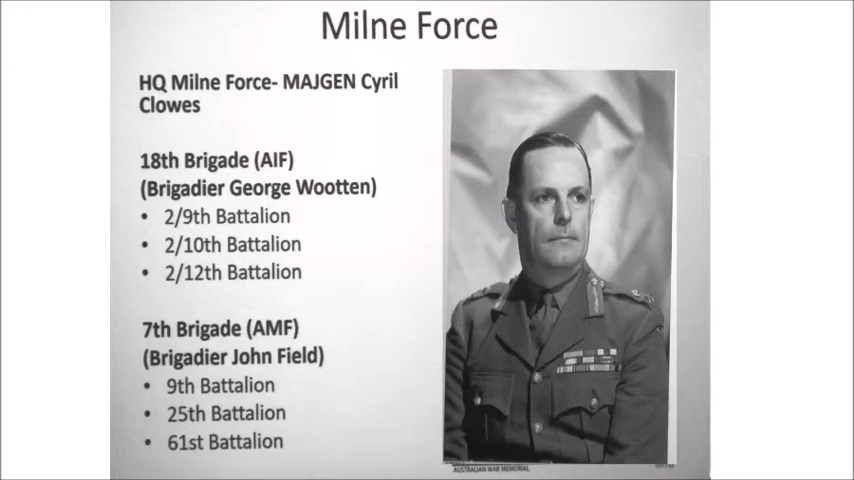 Milne Force
HQ Milne Force- MAJGEN Cyril
Clowes
18th Brigade (AIF)
(Brigadier George Wootten)
• 2/9th Battalion
• 2/10th Battalion
• 2/12th Battalion
7th Brigade (AMF)
(Brigadier John Field)
• 9th Battalion
• 25th Battalion
• 61st Battalion
AUSTRALIAN WAR MEMORIAL